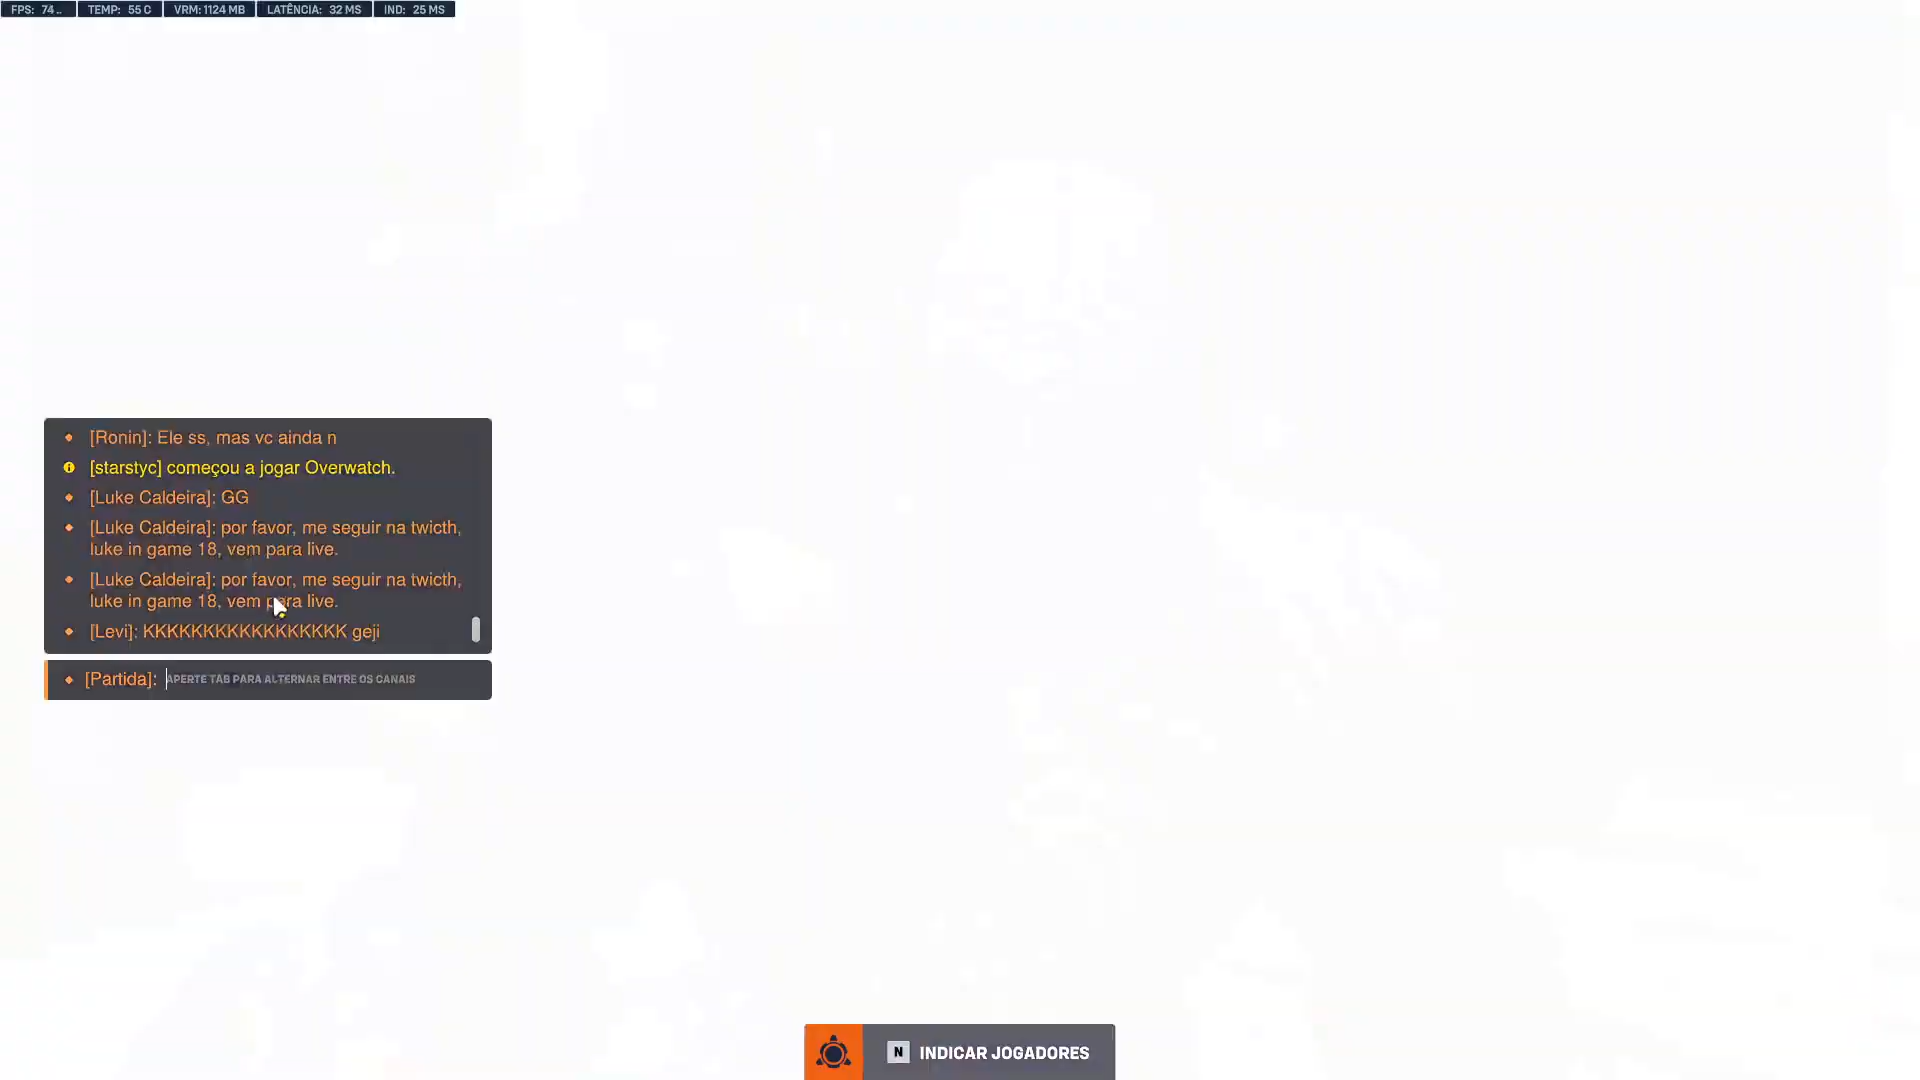 FPS: 74.. TEMP: 55 C VRM: 1124 MB LATÊNCIA: 32 MS IND: 25 MS
[Ronin]: Ele ss, mas vc ainda n
[starstyc] começou a jogar Overwatch.
[Luke Caldeira]: GG
[Luke Caldeira]: por favor, me seguir na twicth,
luke in game 18, vem para live.
[Luke Caldeira]: por favor, me seguir na twicth,
luke in game 18, vem para live.
[Levi]: KKKKKKKKKKKKKKKKK geji
[Partida]: APERTE TAB PARA ALTERNAR ENTRE OS CANAIS
N INDICAR JOGADORES